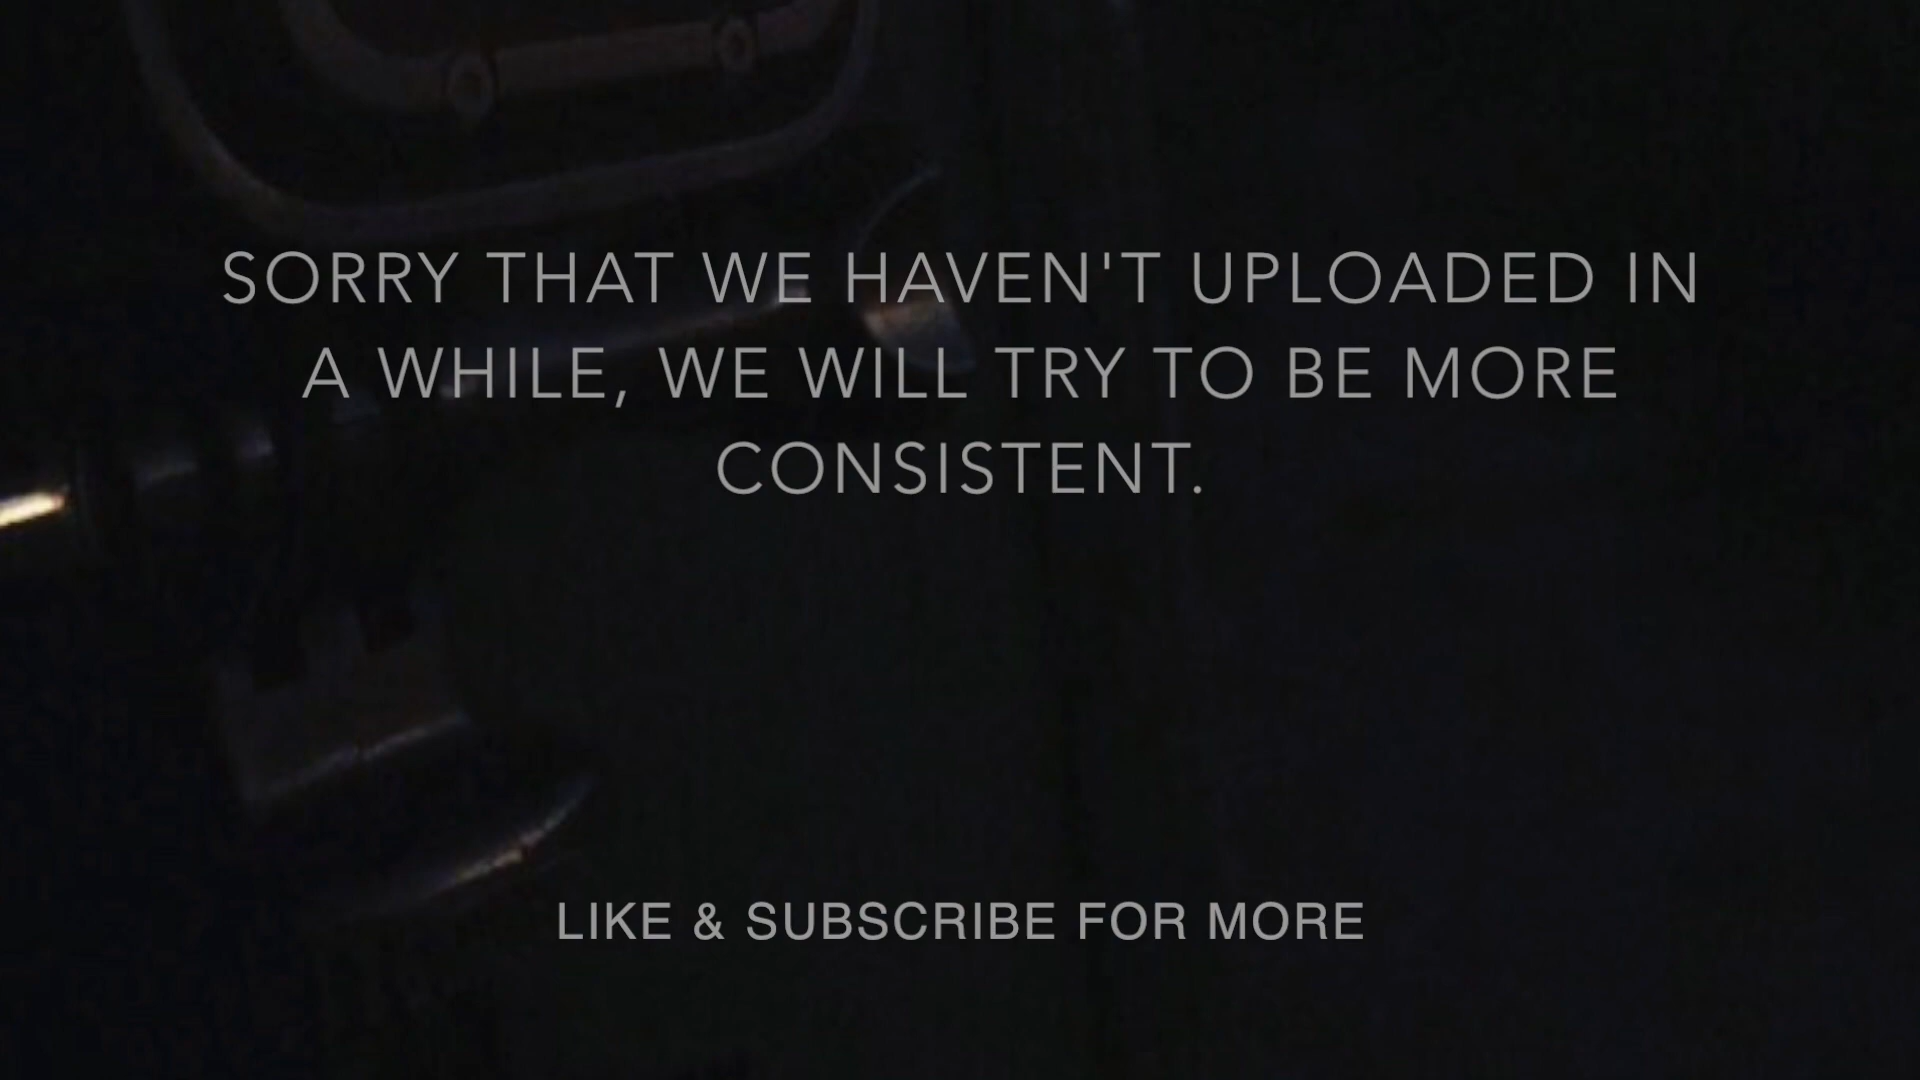 SORRY THAT WE HAVEN'T UPLOADED IN
A WHILE, WE WILL TRY TO BE MORE
CONSISTENT.
LIKE & SUBSCRIBE FOR MORE